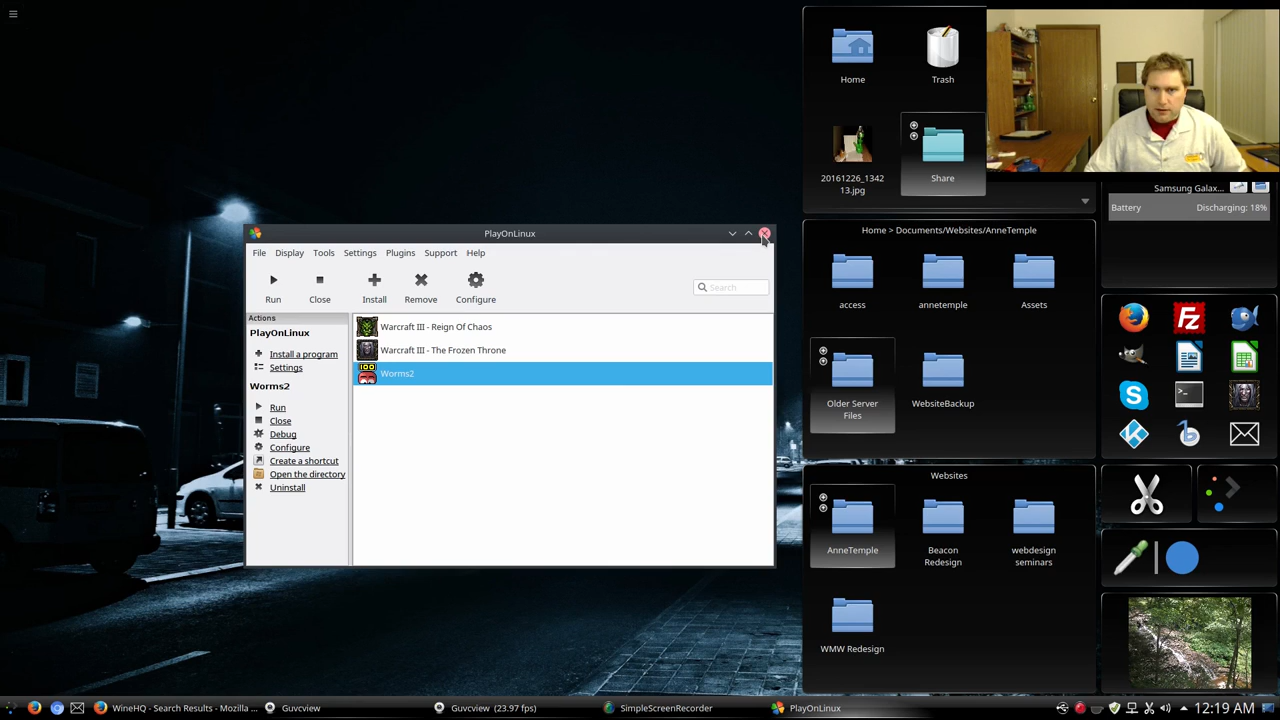 Home
Trash
20161226_1342
13.jpg
Share
Samsung Galax...
Battery
Discharging: 18%
PlayOnLinux
File
Display
Tools
Settings
Plugins
Support
Help
Run
Close
Install
Remove
Configure
Search
Actions
PlayOnLinux
Install a program
Settings
Worms2
Run
Close
Debug
Configure
Create a shortcut
Open the directory
Uninstall
Warcraft III - Reign Of Chaos
Warcraft III - The Frozen Throne
Worms2
Home > Documents/Websites/AnneTemple
access
annetemple
Assets
Older Server
Files
WebsiteBackup
Websites
AnneTemple
Beacon
Redesign
webdesign
seminars
WMW Redesign
WineHQ - Search Results - Mozilla ...
Guvcview
Guvcview (23.97 fps)
SimpleScreenRecorder
PlayOnLinux
12:19 AM